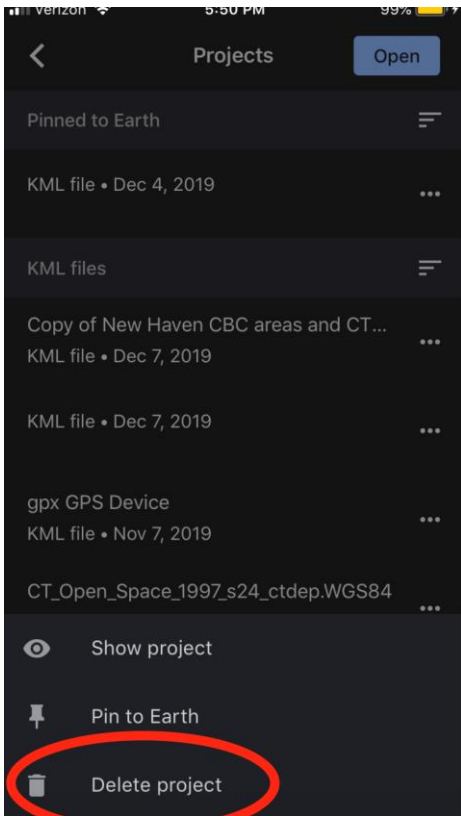 verizon 5:50 PM 99%
Projects Open
Pinned to Earth
KML file • Dec 4, 2019
KML files
Copy of New Haven CBC areas and CT...
KML file • Dec 7, 2019
KML file • Dec 7, 2019
gpx GPS Device
KML file • Nov 7, 2019
CT_Open_Space_1997_s24_ctdep.WGS84
Show project
Pin to Earth
Delete project